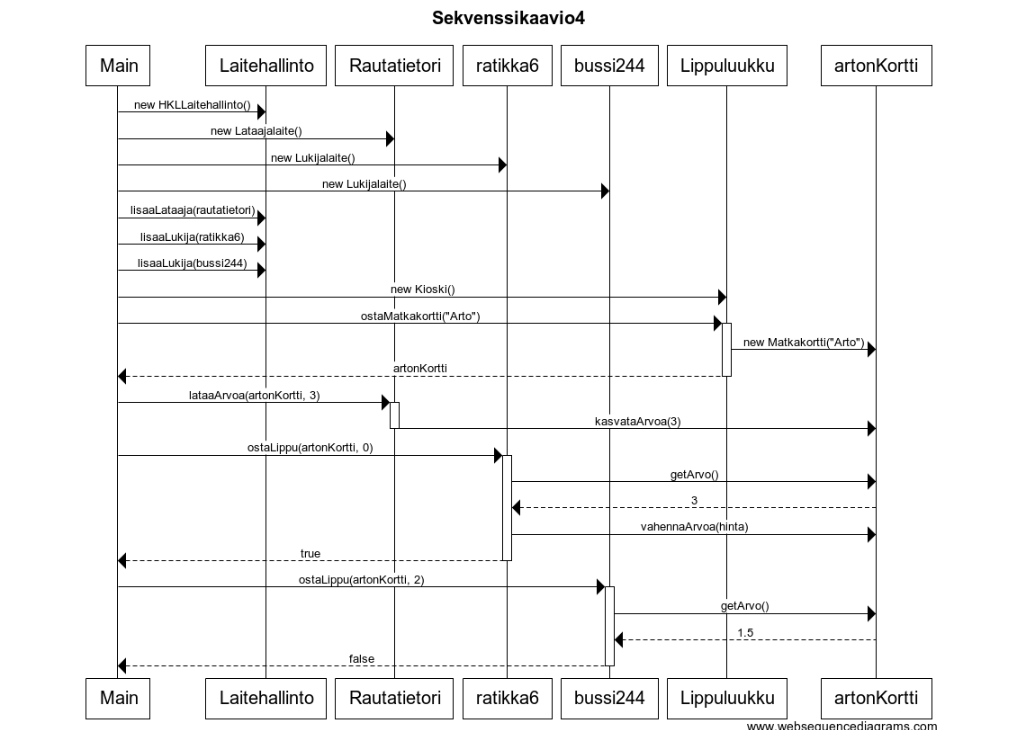 Sekvenssikaavio4
Main Laitehallinto Rautatietori ratikka6 bussi244 Lippuluukku artonKortti
new HKLLaitehallinto()
new Lataajalaite()
new Lukijalaite()
new Lukijalaite()
lisaaLataaja(rautatietori)
lisaaLukija(ratikka6)
lisaaLukija(bussi244)
new Kioski()
ostaMatkakortti("Arto")
new Matkakortti("Arto")
artonKortti
lataaArvoa(artonKortti, 3)
kasvataArvoa(3)
ostaLippu(artonKortti, 0)
getArvo()
3
vahennaArvoa(hinta)
true
ostaLippu(artonKortti, 2)
getArvo()
1.5
false
Main Laitehallinto Rautatietori ratikka6 bussi244 Lippuluukku artonKortti
www.websequencediagrams.com